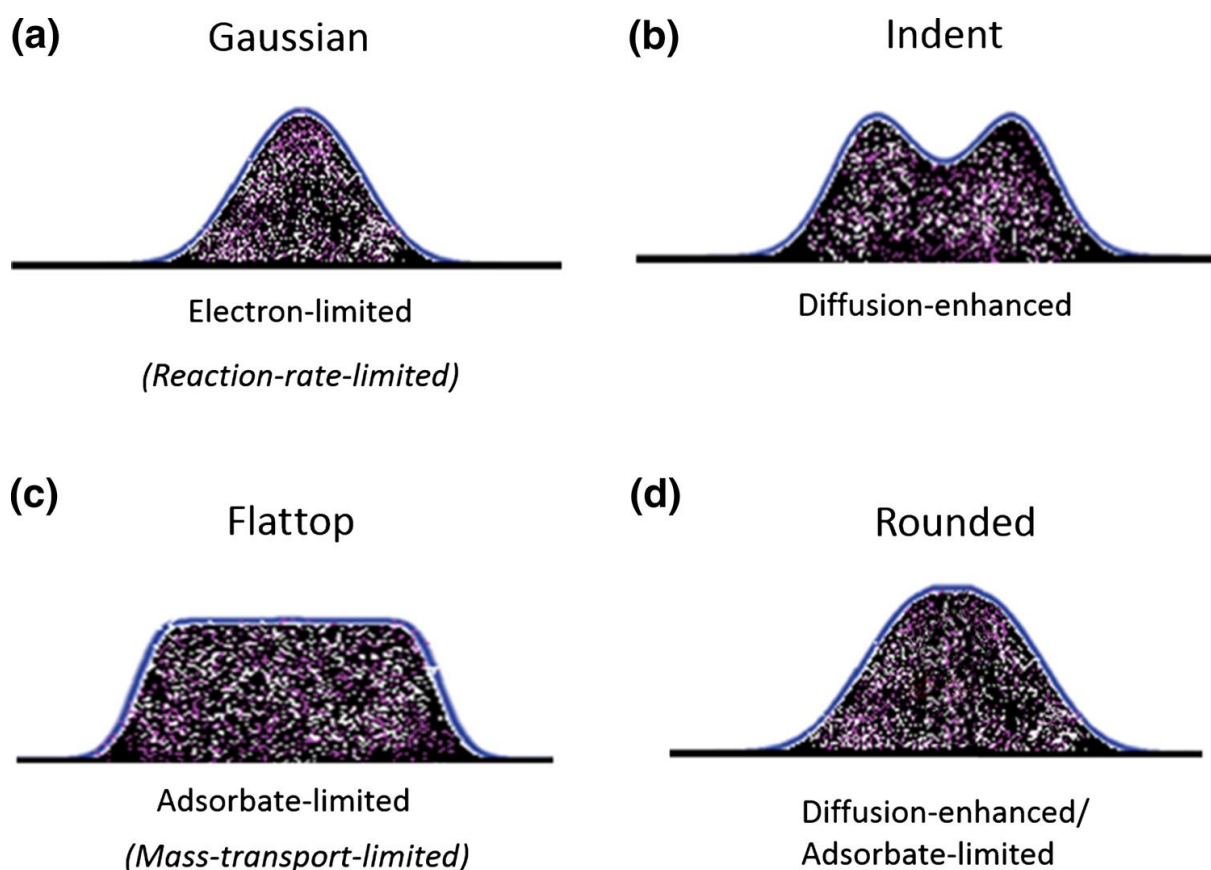 (a)
Gaussian
Electron-limited
(Reaction-rate-limited)
(b)
Indent
Diffusion-enhanced
(c)
Flattop
Adsorbate-limited
(Mass-transport-limited)
(d)
Rounded
Diffusion-enhanced/
Adsorbate-limited